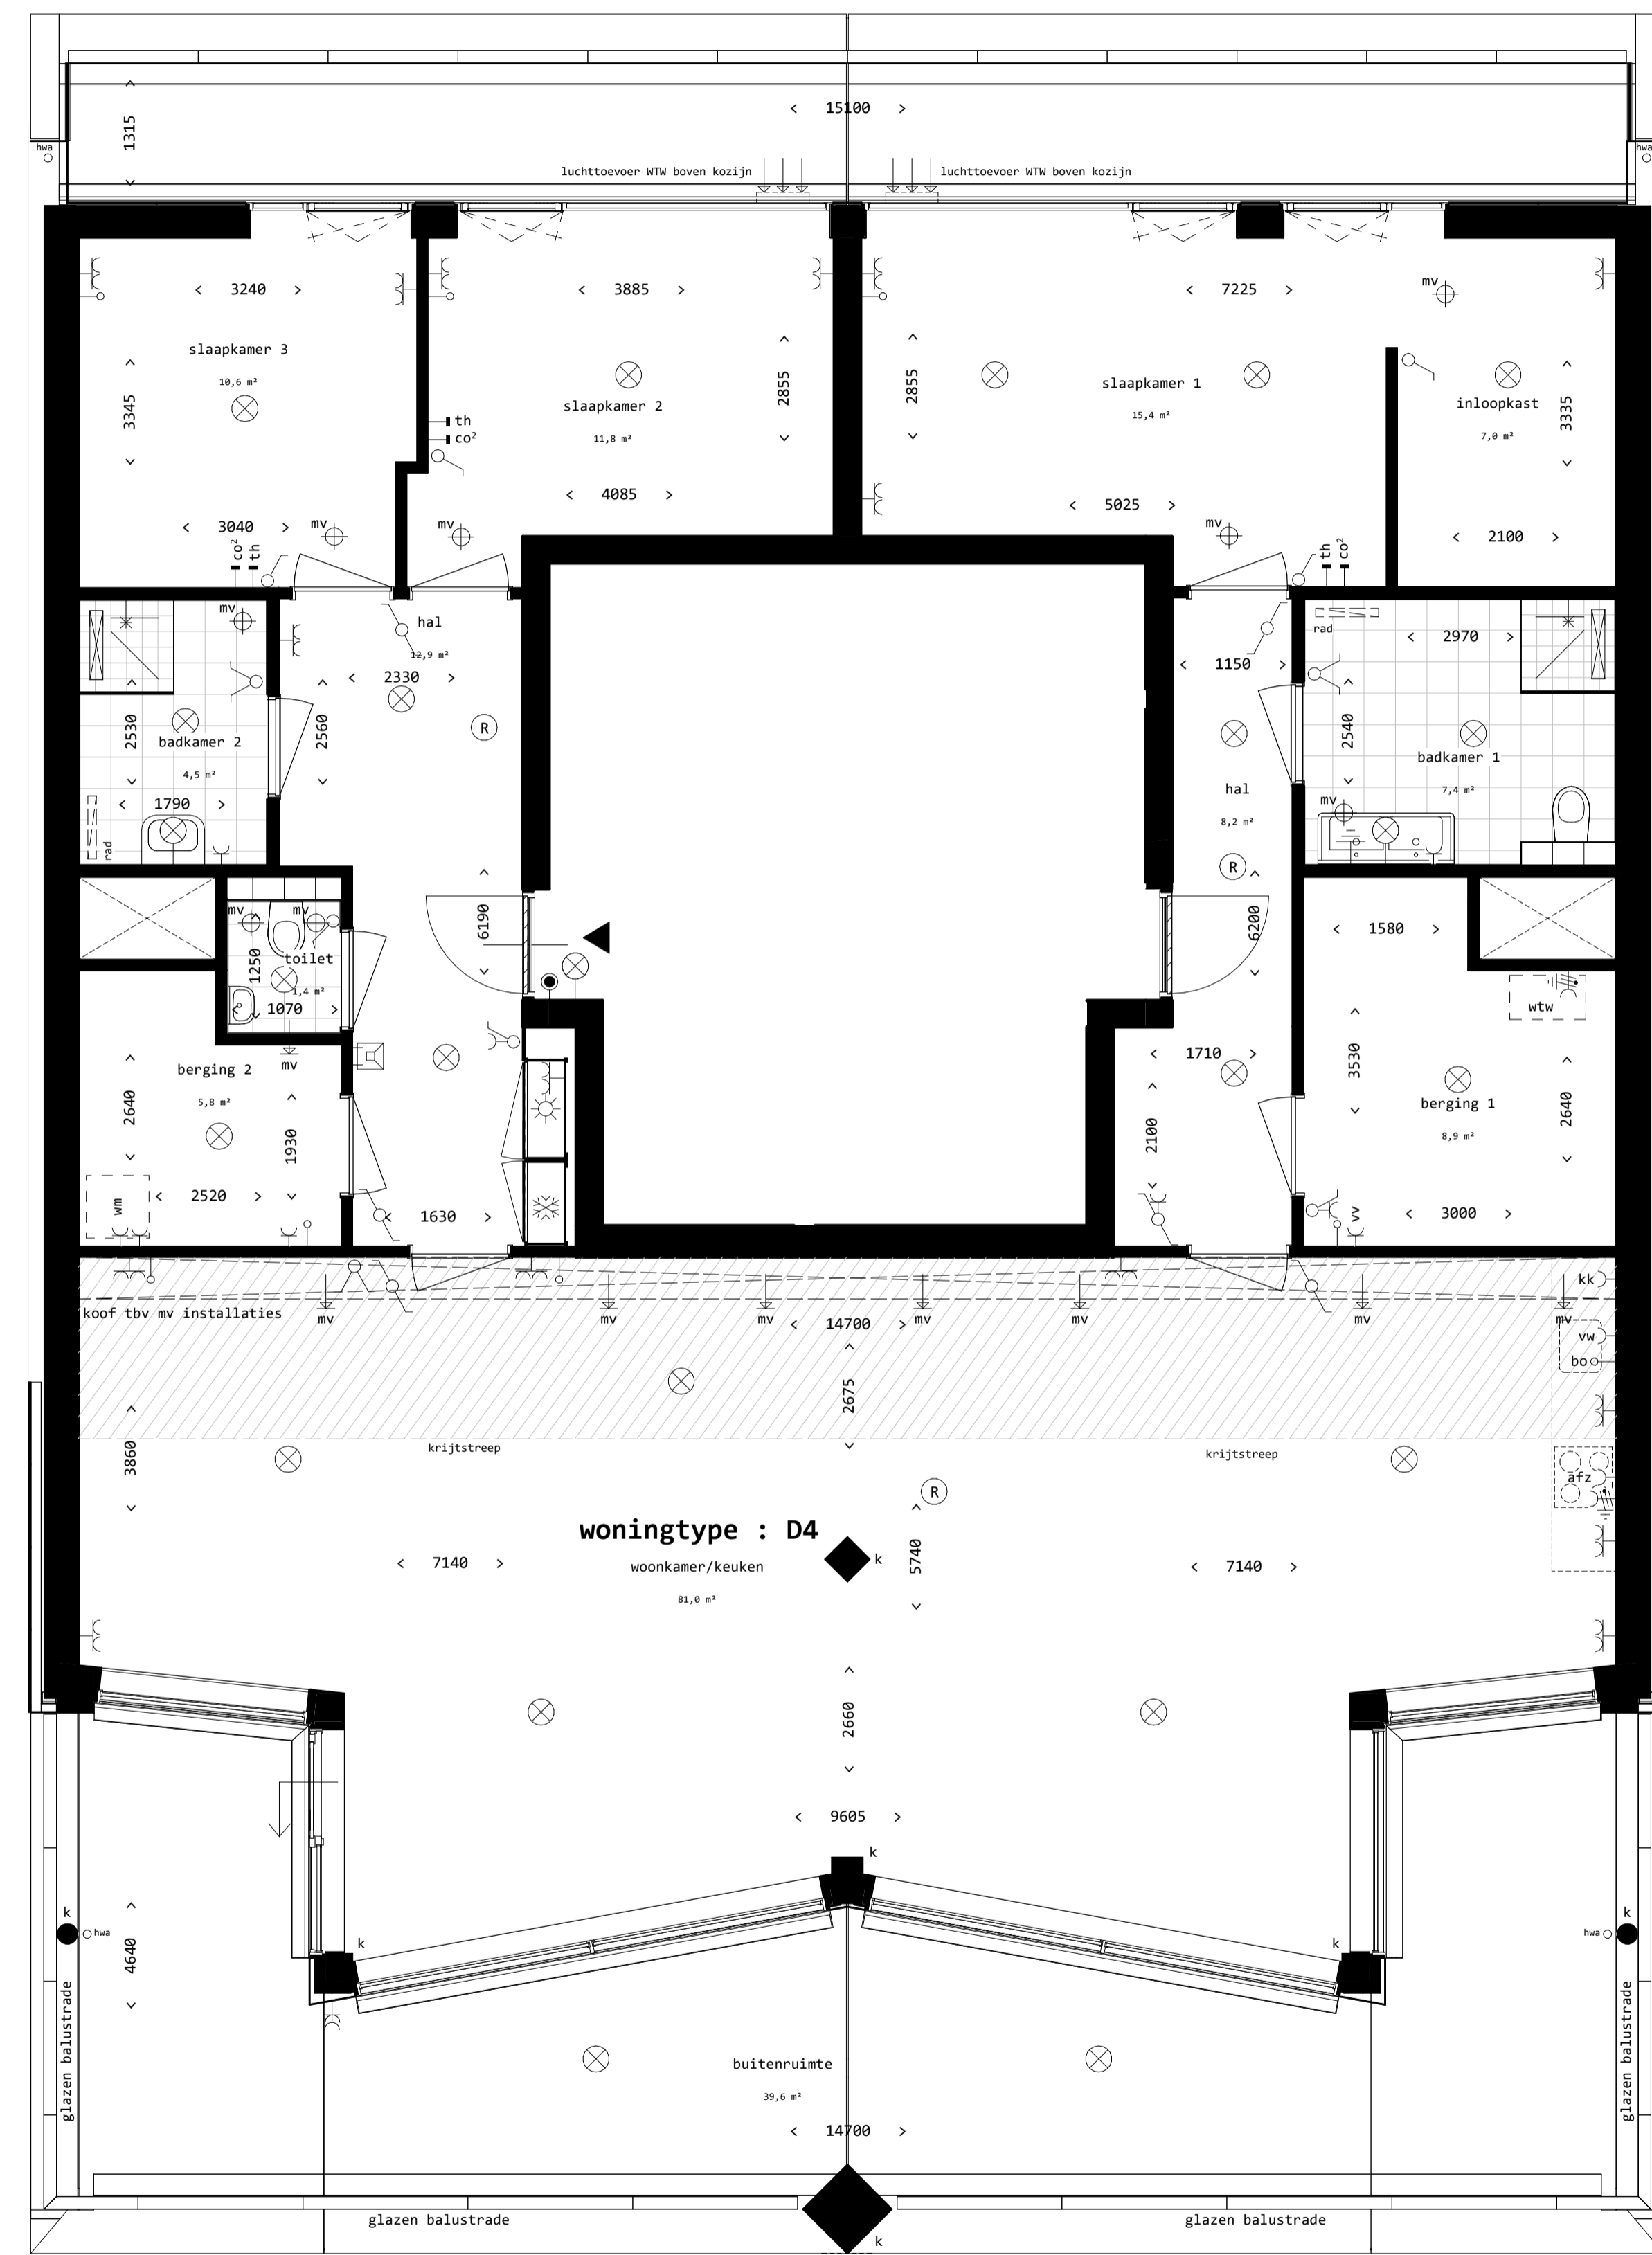 15100
1315
hwa
hwa
luchttoevoer WTW boven kozijn
luchttoevoer WTW boven kozijn
3240
3885
7225
mv
slaapkamer 3
10,6 m²
3345
2855
slaapkamer 2
11,8 m²
th
co²
2855
slaapkamer 1
15,4 m²
inloopkast
7,0 m²
3335
4085
5025
2100
3040
mv
mv
mv
co²
th
th
co²
mv
hal
12,9 m²
2330
1150
rad
2970
2530
2560
R
2540
badkamer 2
4,5 m²
1790
rad
badkamer 1
7,4 m²
hal
8,2 m²
mv
R
mv
mv
1250
toilet
1,4 m²
1070
6190
6200
1580
wtw
mv
berging 2
5,8 m²
2640
1930
1710
2100
3530
berging 1
8,9 m²
2640
wm
2520
1630
vv
3000
kk
koof tbv mv installaties
mv
mv
mv
14700
mv
mv
mv
mv
vw
bo
2675
3860
krijtstreep
krijtstreep
afz
R
woningtype : D4
k
woonkamer/keuken
81,0 m²
7140
5740
7140
2660
9605
k
k
hwa
k
k
k
hwa
4640
glazen balustrade
glazen balustrade
buitenruimte
39,6 m²
14700
glazen balustrade
glazen balustrade
k